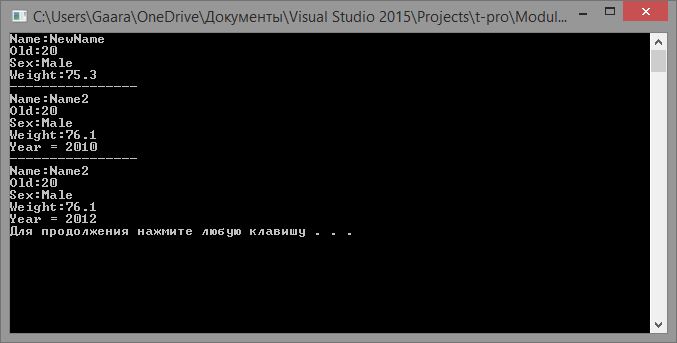 C:\Users\Gaara\OneDrive\Документы\Visual Studio 2015\Projects\t-pro\Modul...
Name:NewName
Old:20
Sex:Male
Weight:75.3
----------------
Name:Name2
Old:20
Sex:Male
Weight:76.1
Year = 2010
----------------
Name:Name2
Old:20
Sex:Male
Weight:76.1
Year = 2012
Для продолжения нажмите любую клавишу . . .